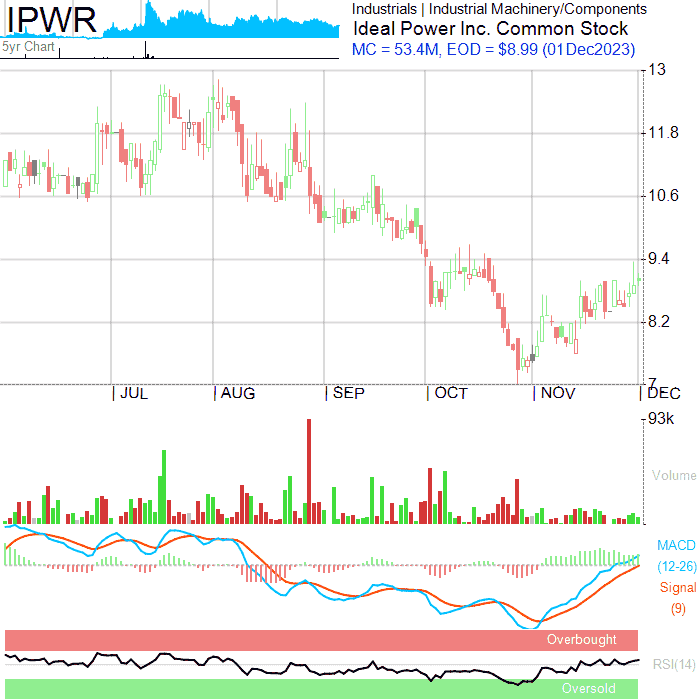 IPWR
Industrials | Industrial Machinery/Components
Ideal Power Inc. Common Stock
5yr Chart
MC = 53.4M, EOD = $8.99 (01Dec2023)
13
11.8
10.6
9.4
8.2
7
JUL
AUG
SEP
OCT
NOV
DEC
93k
Volume
MACD
(12-26)
Signal
(9)
Overbought
RSI(14)
Oversold